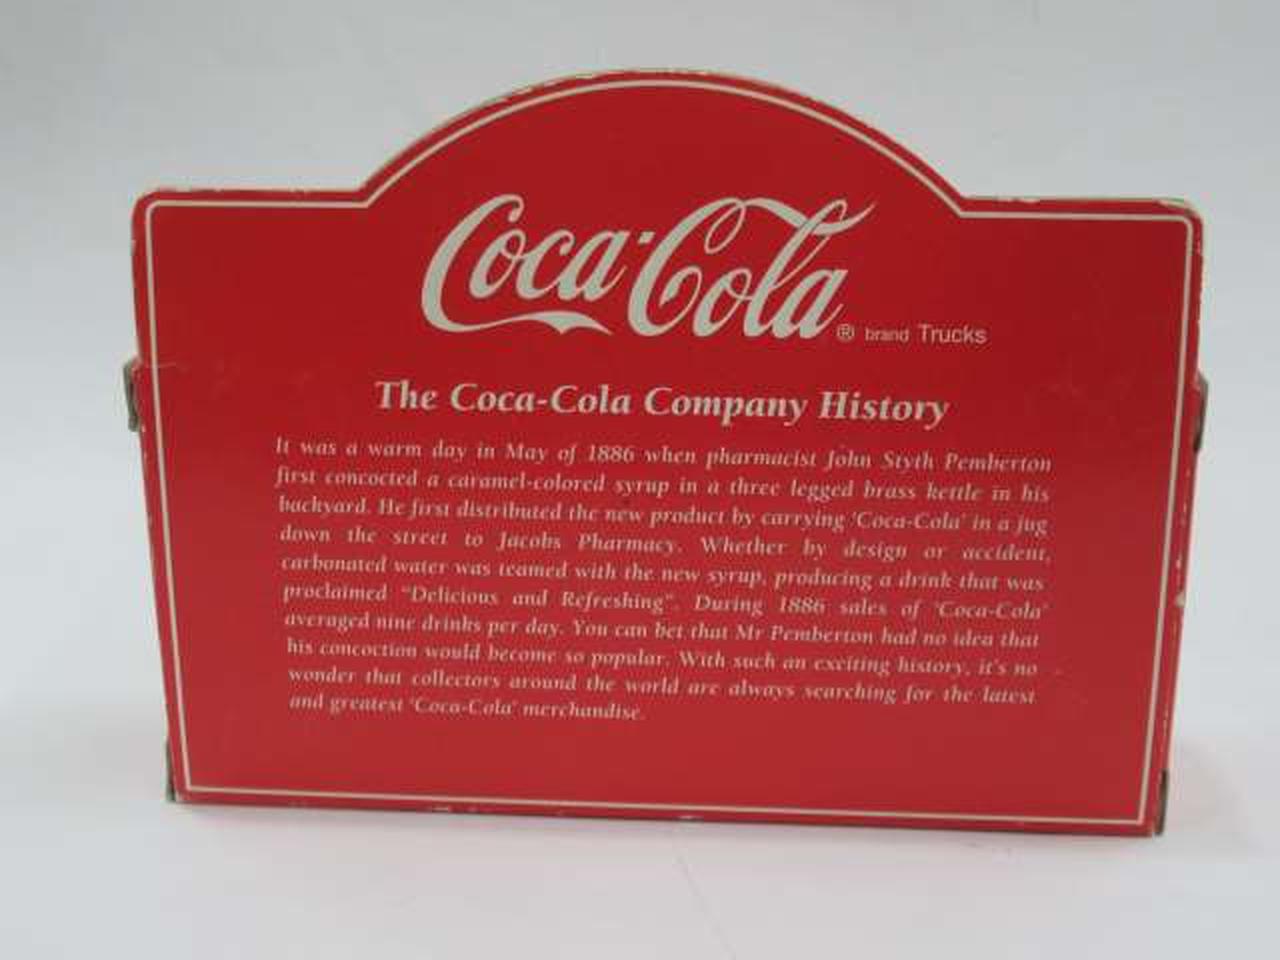 Coca-Cola ® brand Trucks
The Coca-Cola Company History
It was a warm day in May of 1886 when pharmacist John Styth Pemberton
first concocted a caramel-colored syrup in a three legged brass kettle in his
backyard. He first distributed the new product by carrying 'Coca-Cola' in a jug
down the street to Jacobs Pharmacy. Whether by design or accident,
carbonated water was teamed with the new syrup, producing a drink that was
proclaimed "Delicious and Refreshing". During 1886 sales of 'Coca-Cola'
averaged nine drinks per day. You can bet that Mr Pemberton had no idea that
his concoction would become so popular. With such an exciting history, it's no
wonder that collectors around the world are always searching for the latest
and greatest 'Coca-Cola' merchandise.